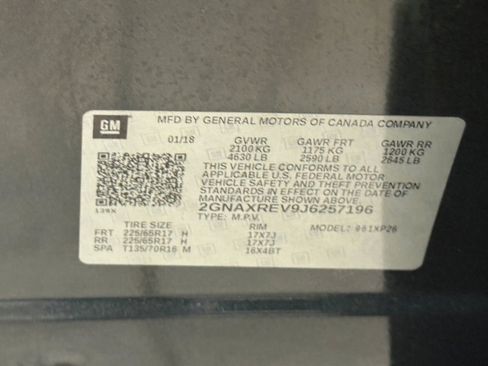 GM
MFD BY GENERAL MOTORS OF CANADA COMPANY
01/18 GVWR GAWR FRT GAWR RR
2100 KG 1175 KG 1200 KG
4630 LB 2590 LB 2645 LB
THIS VEHICLE CONFORMS TO ALL
APPLICABLE U.S. FEDERAL MOTOR
VEHICLE SAFETY AND THEFT PREVENTION
STANDARDS IN EFFECT ON THE DATE OF
MANUFACTURE SHOWN ABOVE.
2GNAXREV9J6257196
TYPE: M.P.V. MODEL:
TIRE SIZE RIM
FRT 225/65R17 H 17X7J
RR 225/65R17 H 17X7J
SPA T135/70R16 M 16X4BT